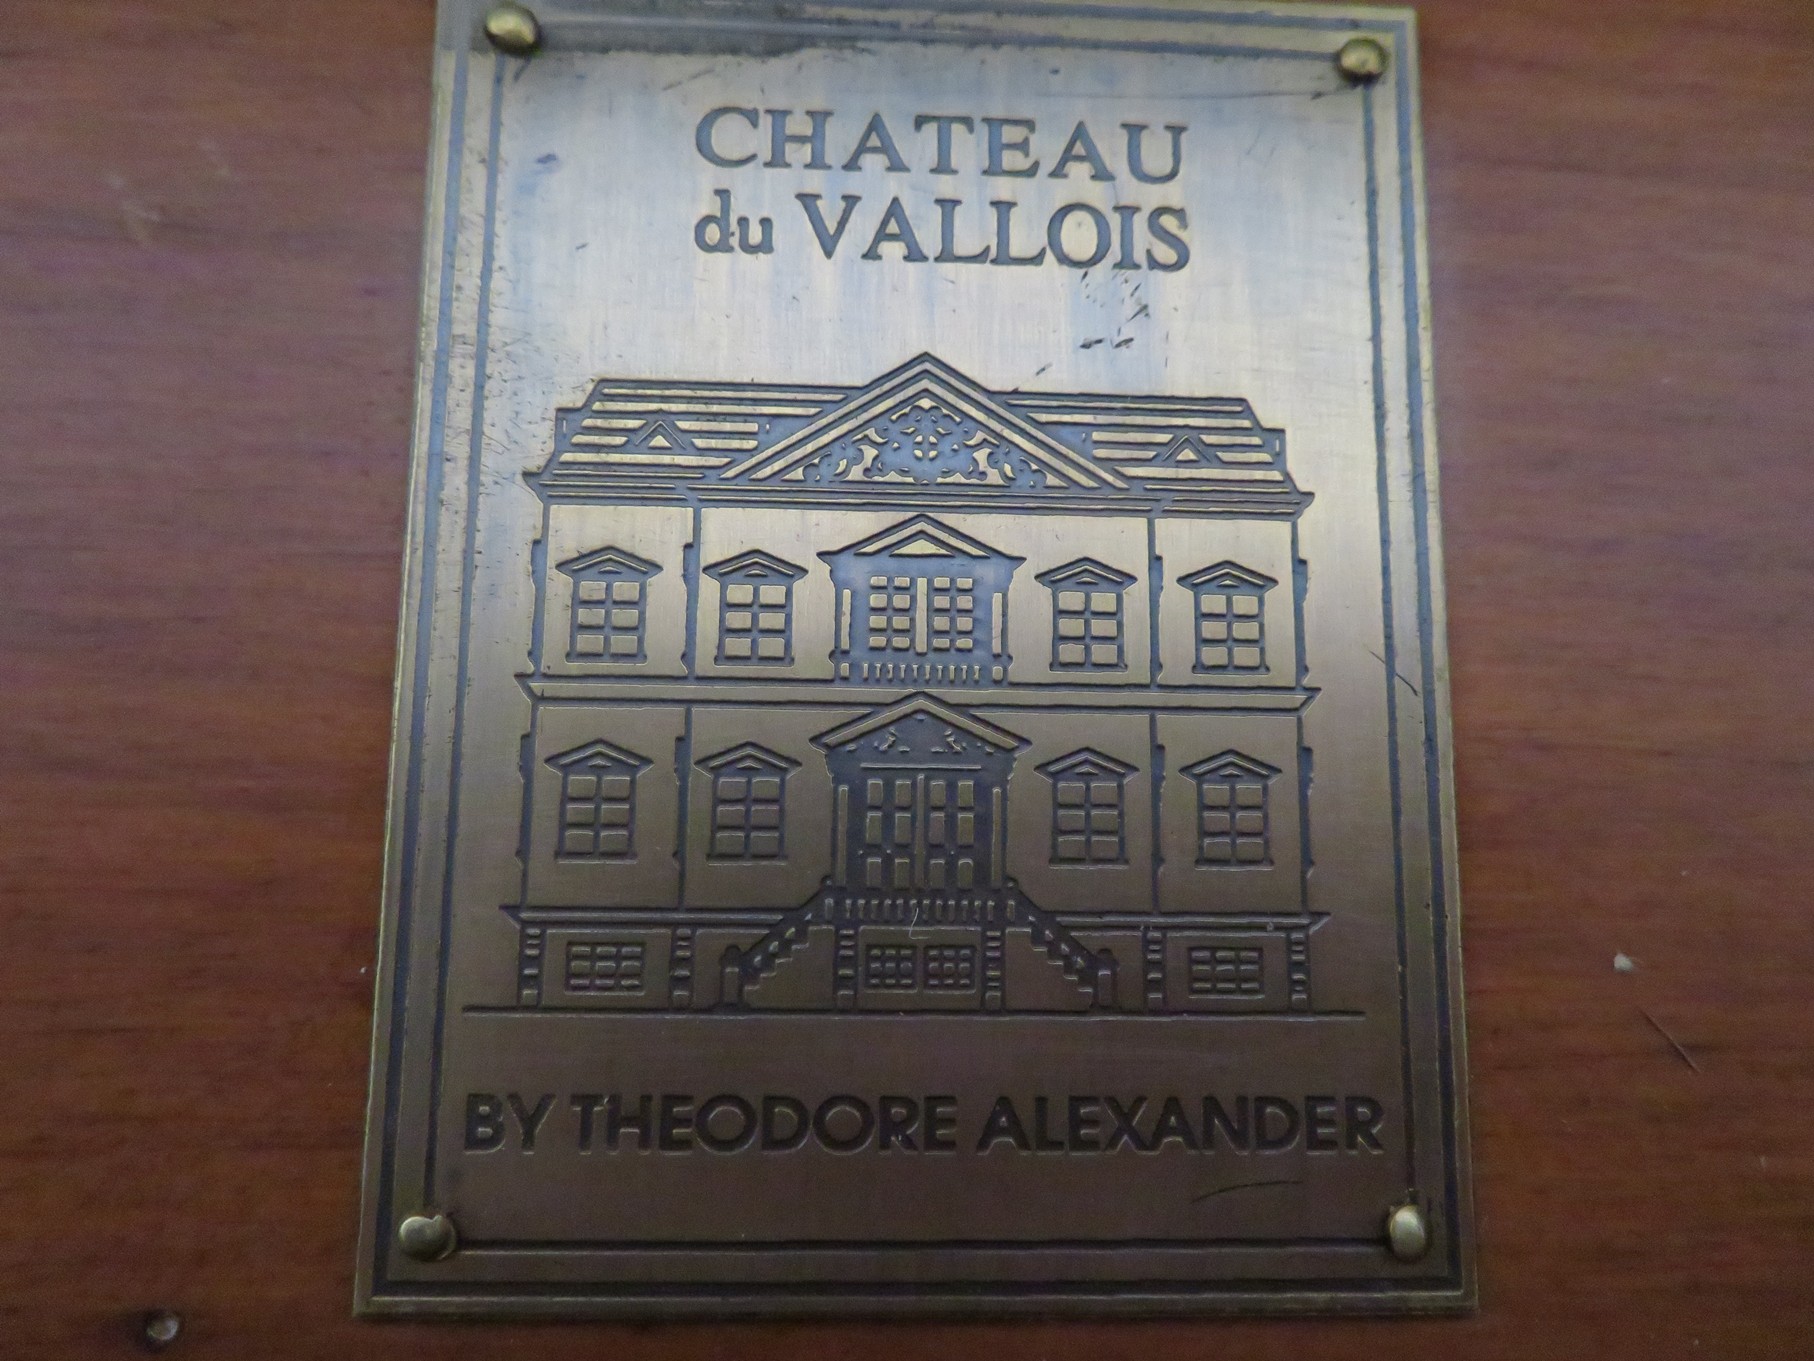 CHATEAU
du VALLOIS
BY THEODORE ALEXANDER